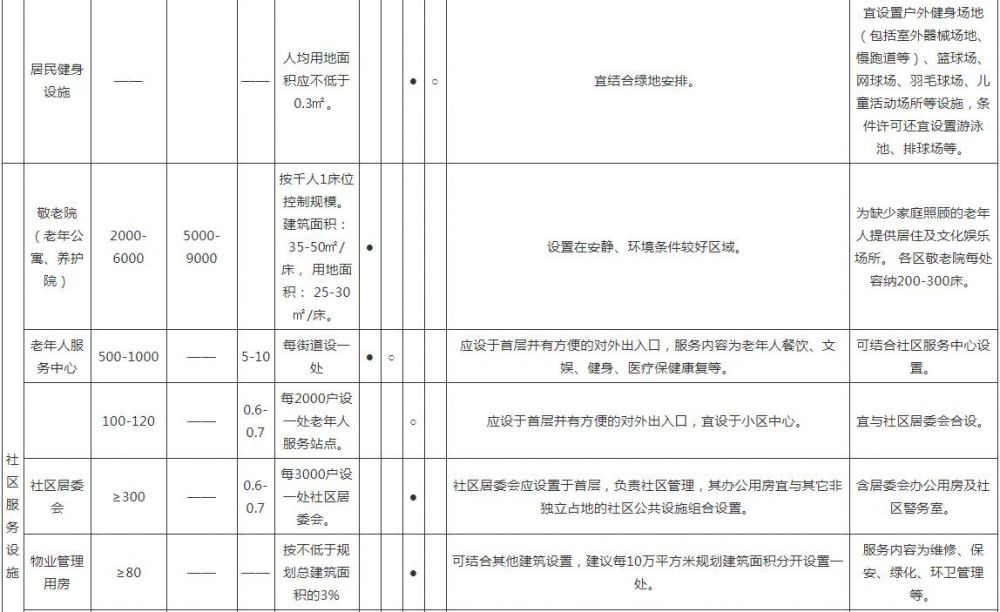 居民健身
设施
——
——
人均用地面
积应不低于
0.3㎡。
●
○
宜结合绿地安排。
宜设置户外健身场地
（包括室外器械场地、
慢跑道等）、篮球场、
网球场、羽毛球场、儿
童活动场所等设施，条
件许可还宜设置游泳
池、排球场等。
社
区
服
务
设
施
敬老院
（老年公
寓、养护
院）
2000-
6000
5000-
9000
按千人1床位
控制规模。
建筑面积：
35-50㎡/
床， 用地面
积： 25-30
㎡/床。
●
设置在安静、环境条件较好区域。
为缺少家庭照顾的老年
人提供居住及文化娱乐
场所。 各区敬老院每处
容纳200-300床。
老年人服
务中心
500-1000
——
5-10
每街道设一
处
●
○
应设于首层并有方便的对外出入口，服务内容为老年人餐饮、文
娱、健身、医疗保健康复等。
可结合社区服务中心设
置。
100-120
——
0.6-
0.7
每2000户设
一处老年人
服务站点。
○
应设于首层并有方便的对外出入口，宜设于小区中心。
宜与社区居委会合设。
社区居委
会
≥300
——
0.6-
0.7
每3000户设
一处社区居
委会。
●
社区居委会应设置于首层，负责社区管理，其办公用房宜与其它非
独立占地的社区公共设施组合设置。
含居委会办公用房及社
区警务室。
物业管理
用房
≥80
——
——
按不低于规
划总建筑面
积的3%
●
可结合其他建筑设置，建议每10万平方米规划建筑面积分开设置一
处。
服务内容为维修、保
安、绿化、环卫管理
等。